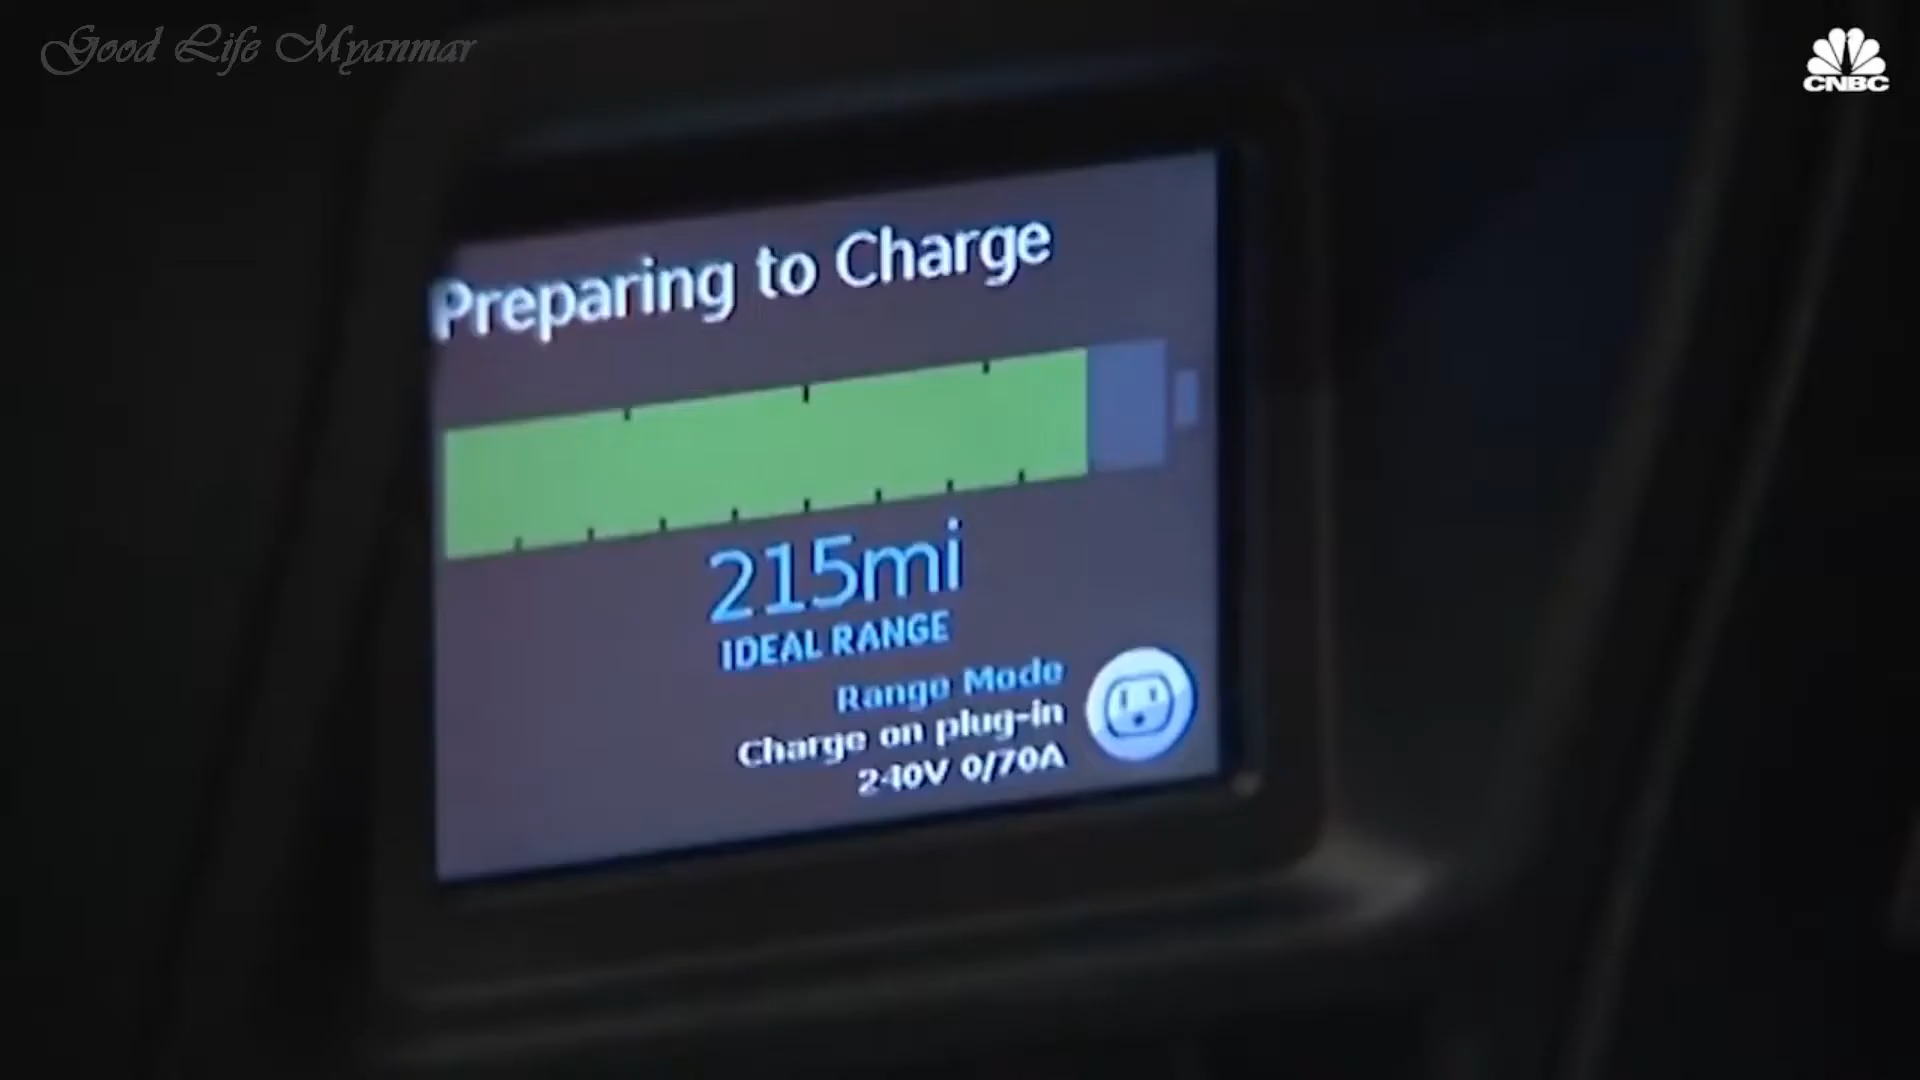 Good Life Myanmar
CNBC
Preparing to Charge
215mi
IDEAL RANGE
Range Mode
Charge on plug-in
240V 0/70A